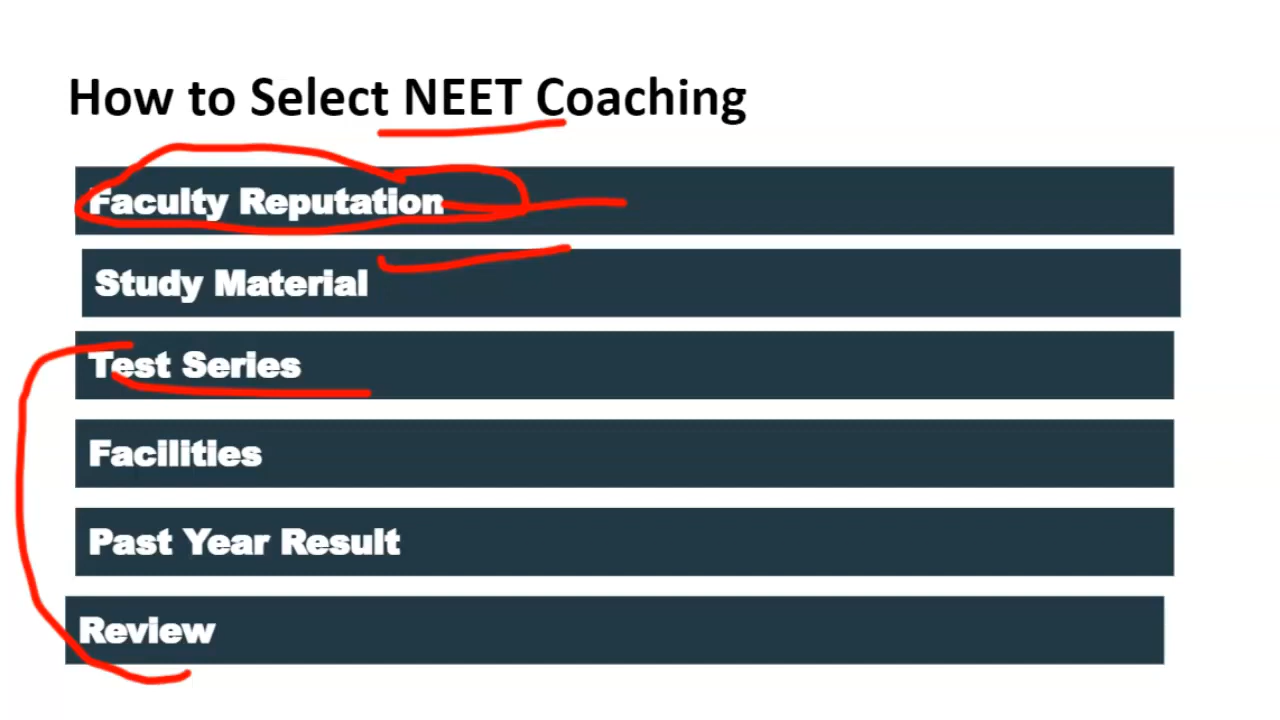 How to Select NEET Coaching
Faculty Reputation
Study Material
Test Series
Facilities
Past Year Result
Review